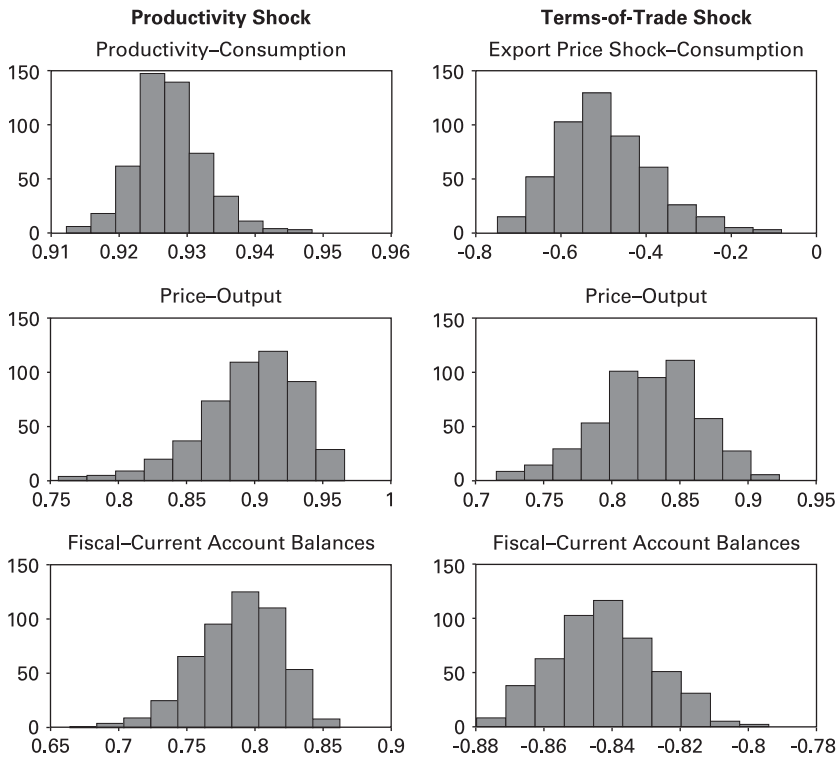 Productivity Shock
Terms-of-Trade Shock
Productivity–Consumption
Export Price Shock–Consumption
150
100
50
0
0.91 0.92 0.93 0.94 0.95 0.96
150
100
50
0
-0.8 -0.6 -0.4 -0.2 0
Price–Output
Price–Output
150
100
50
0
0.75 0.8 0.85 0.9 0.95 1
150
100
50
0
0.7 0.75 0.8 0.85 0.9 0.95
Fiscal–Current Account Balances
Fiscal–Current Account Balances
150
100
50
0
0.65 0.7 0.75 0.8 0.85 0.9
150
100
50
0
-0.88 -0.86 -0.84 -0.82 -0.8 -0.78